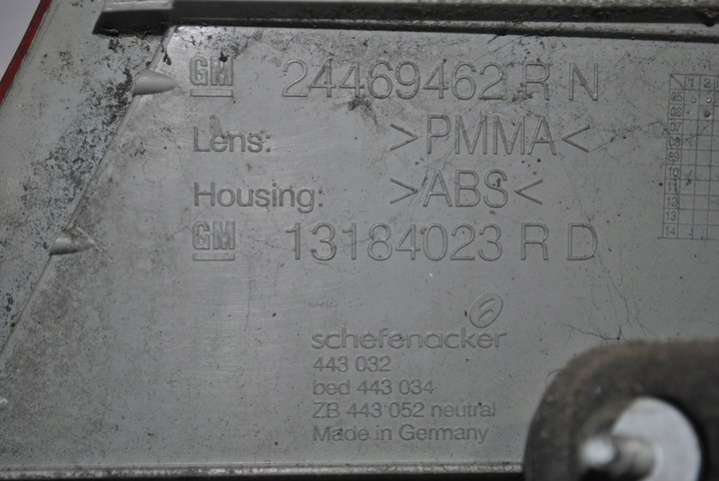 GM 24469462 R N
Lens: >PMMA<
Housing: >ABS<
GM 13184023 R D
schefenacker
443 032
bed 443 034
ZB 443 052 neutral
Made in Germany